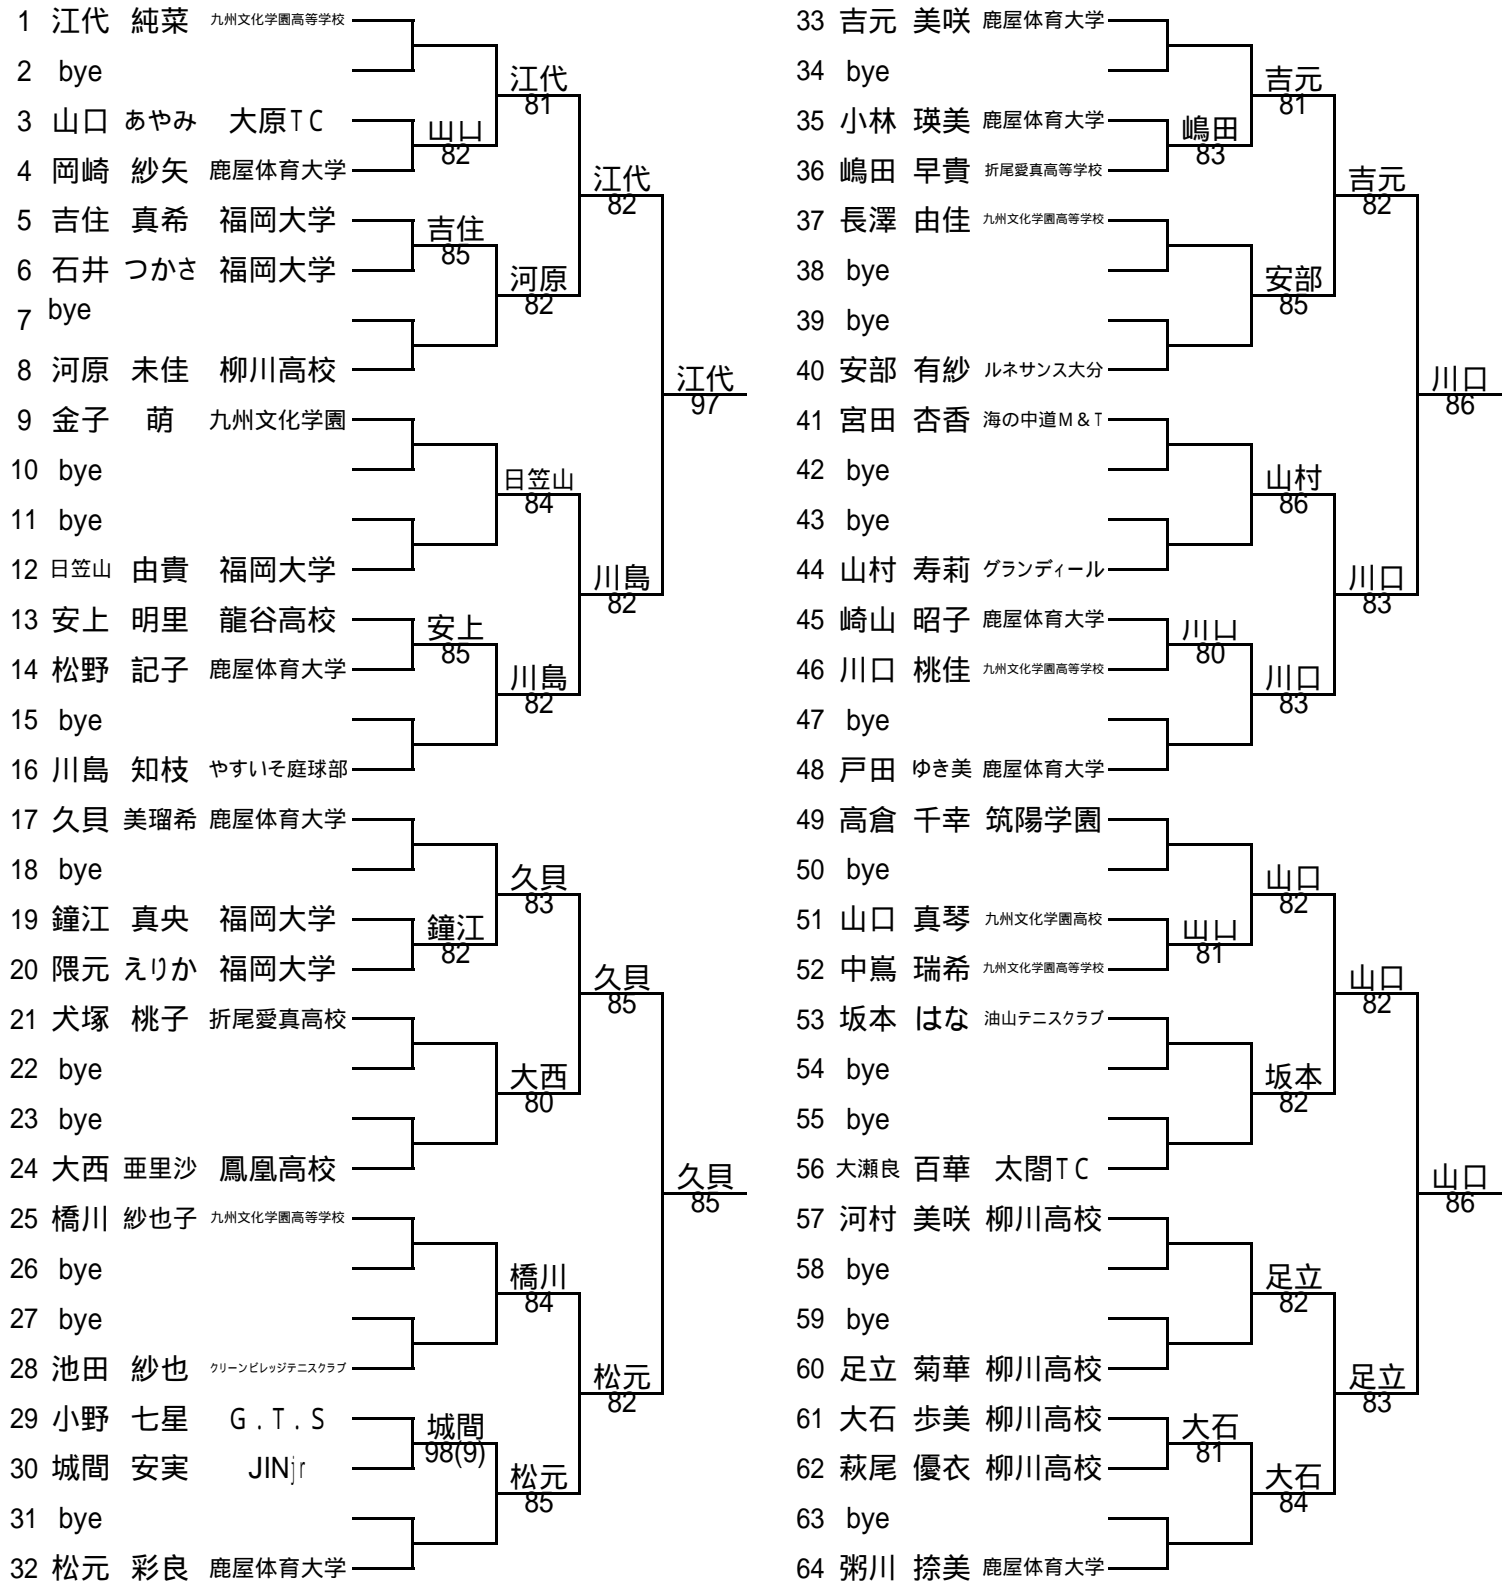 1 江代 純菜 九州文化学園高等学校
2 bye
江代
81
3 山口 あやみ 大原TC
山口
82
4 岡崎 紗矢 鹿屋体育大学
江代
82
5 吉住 真希 福岡大学
吉住
85
6 石井 つかさ 福岡大学
河原
82
7 bye
8 河原 未佳 柳川高校
江代
97
9 金子 萌 九州文化学園
10 bye
日笠山
84
11 bye
12 日笠山 由貴 福岡大学
川島
82
13 安上 明里 龍谷高校
安上
85
14 松野 記子 鹿屋体育大学
川島
82
15 bye
16 川島 知枝 やすいそ庭球部
17 久貝 美瑠希 鹿屋体育大学
18 bye
久貝
83
19 鐘江 真央 福岡大学
鐘江
82
20 隈元 えりか 福岡大学
久貝
85
21 犬塚 桃子 折尾愛真高校
22 bye
大西
80
23 bye
24 大西 亜里沙 鳳凰高校
久貝
85
25 橋川 紗也子 九州文化学園高等学校
26 bye
橋川
84
27 bye
28 池田 紗也 クリーンビレッジテニスクラブ
松元
82
29 小野 七星 G.T.S
城間
98(9)
30 城間 安実 JINjr
松元
85
31 bye
32 松元 彩良 鹿屋体育大学
33 吉元 美咲 鹿屋体育大学
34 bye
吉元
81
35 小林 瑛美 鹿屋体育大学
嶋田
83
36 嶋田 早貴 折尾愛真高等学校
吉元
82
37 長澤 由佳 九州文化学園高等学校
38 bye
安部
85
39 bye
40 安部 有紗 ルネサンス大分
川口
86
41 宮田 杏香 海の中道M&T
42 bye
山村
86
43 bye
44 山村 寿莉 グランディール
川口
83
45 崎山 昭子 鹿屋体育大学
川口
80
46 川口 桃佳 九州文化学園高等学校
川口
83
47 bye
48 戸田 ゆき美 鹿屋体育大学
49 高倉 千幸 筑陽学園
50 bye
山口
82
51 山口 真琴 九州文化学園高校
山口
81
52 中嶌 瑞希 九州文化学園高等学校
山口
82
53 坂本 はな 油山テニスクラブ
54 bye
坂本
82
55 bye
56 大瀬良 百華 太閤TC
山口
86
57 河村 美咲 柳川高校
58 bye
足立
82
59 bye
60 足立 菊華 柳川高校
足立
83
61 大石 歩美 柳川高校
大石
81
62 萩尾 優衣 柳川高校
大石
84
63 bye
64 粥川 捺美 鹿屋体育大学